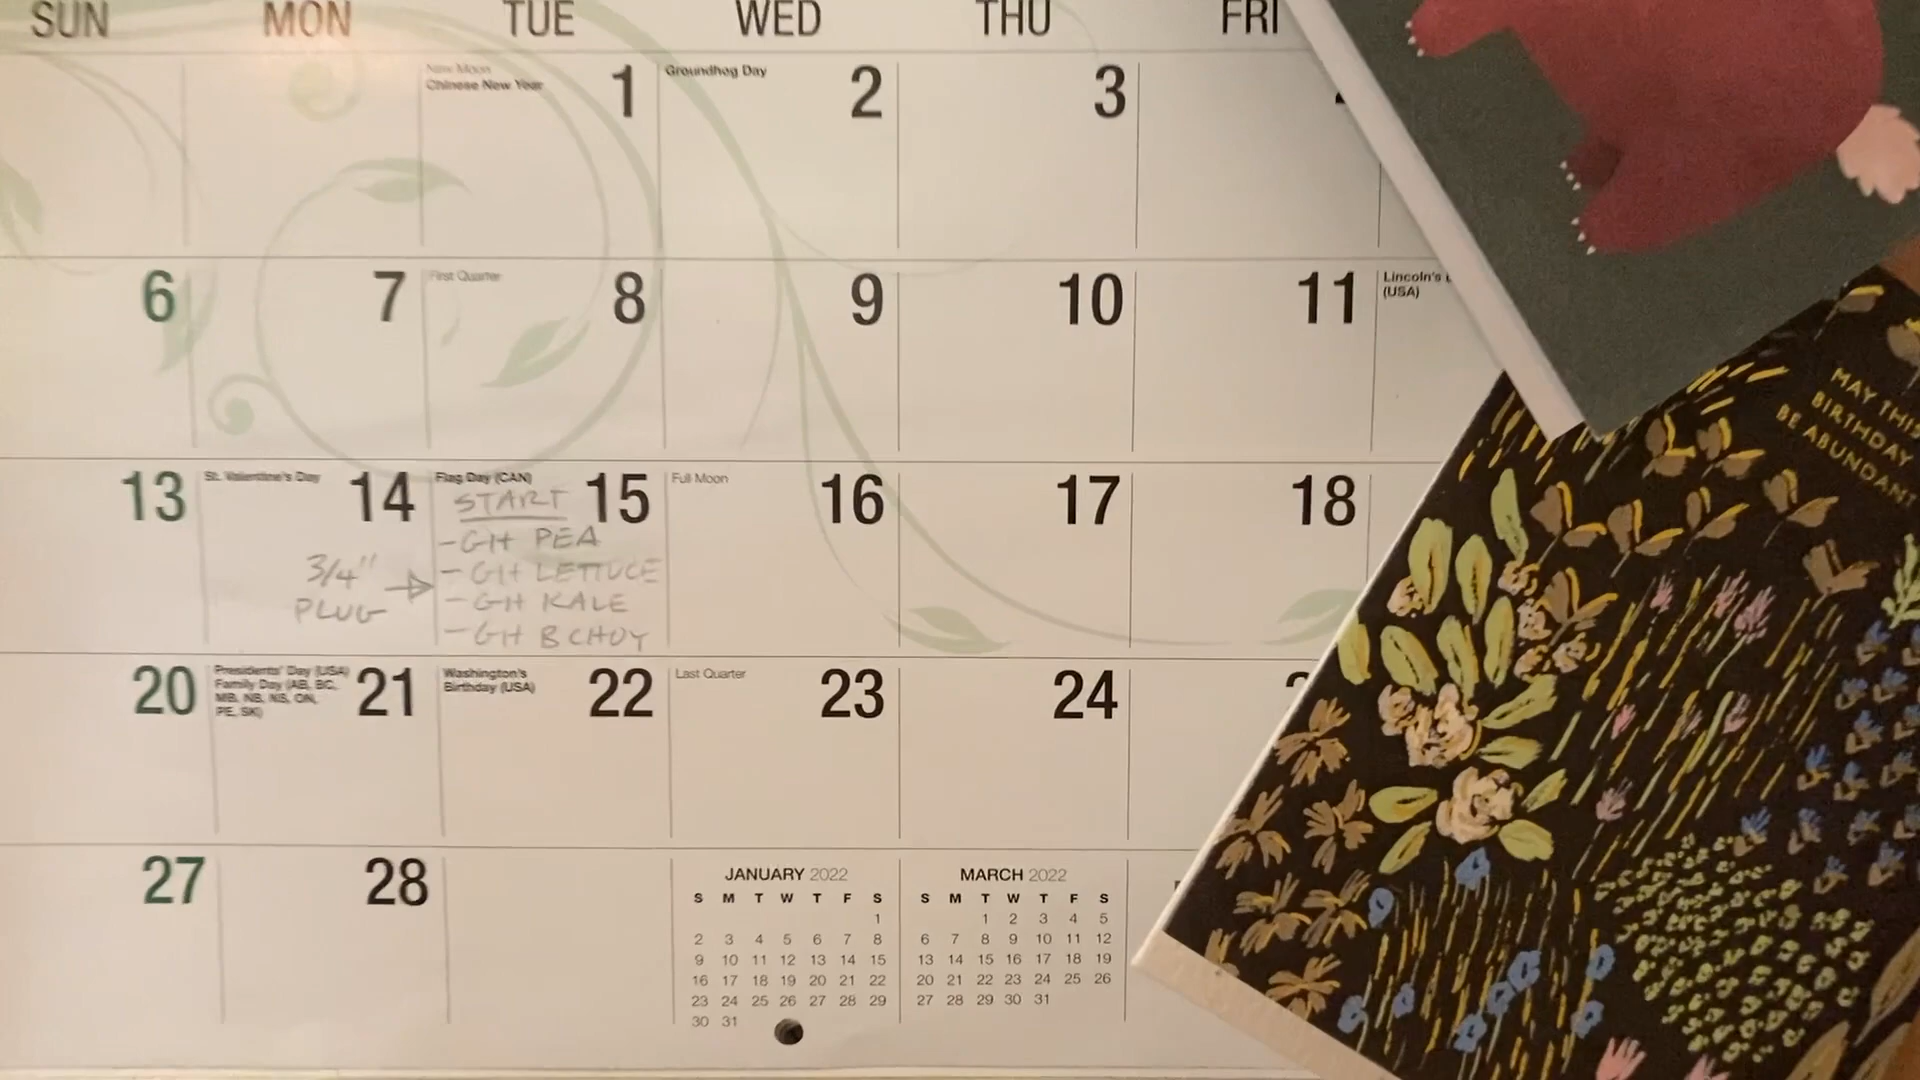 SUN MON TUE WED THU FRI
New Moon
Chinese New Year
1
Groundhog Day
2
3
6
7
First Quarter
8
9
10
11
Lincoln's
(USA)
13
St. Valentine's Day
14
3/4"
PLUG
Flag Day (CAN)
15
START
- GH PEA
- GH LETTUCE
- GH KALE
- GH B CHOY
Full Moon
16
17
18
20
Presidents' Day (USA)
Family Day (AB, BC,
MB, NB, NS, ON,
PE, SK)
21
Washington's
Birthday (USA)
22
Last Quarter
23
24
27
28
JANUARY 2022
S M T W T F S
1
2 3 4 5 6 7 8
9 10 11 12 13 14 15
16 17 18 19 20 21 22
23 24 25 26 27 28 29
30 31
MARCH 2022
S M T W T F S
1 2 3 4 5
6 7 8 9 10 11 12
13 14 15 16 17 18 19
20 21 22 23 24 25 26
27 28 29 30 31
MAY THIS
BIRTHDAY
BE ABUNDANT